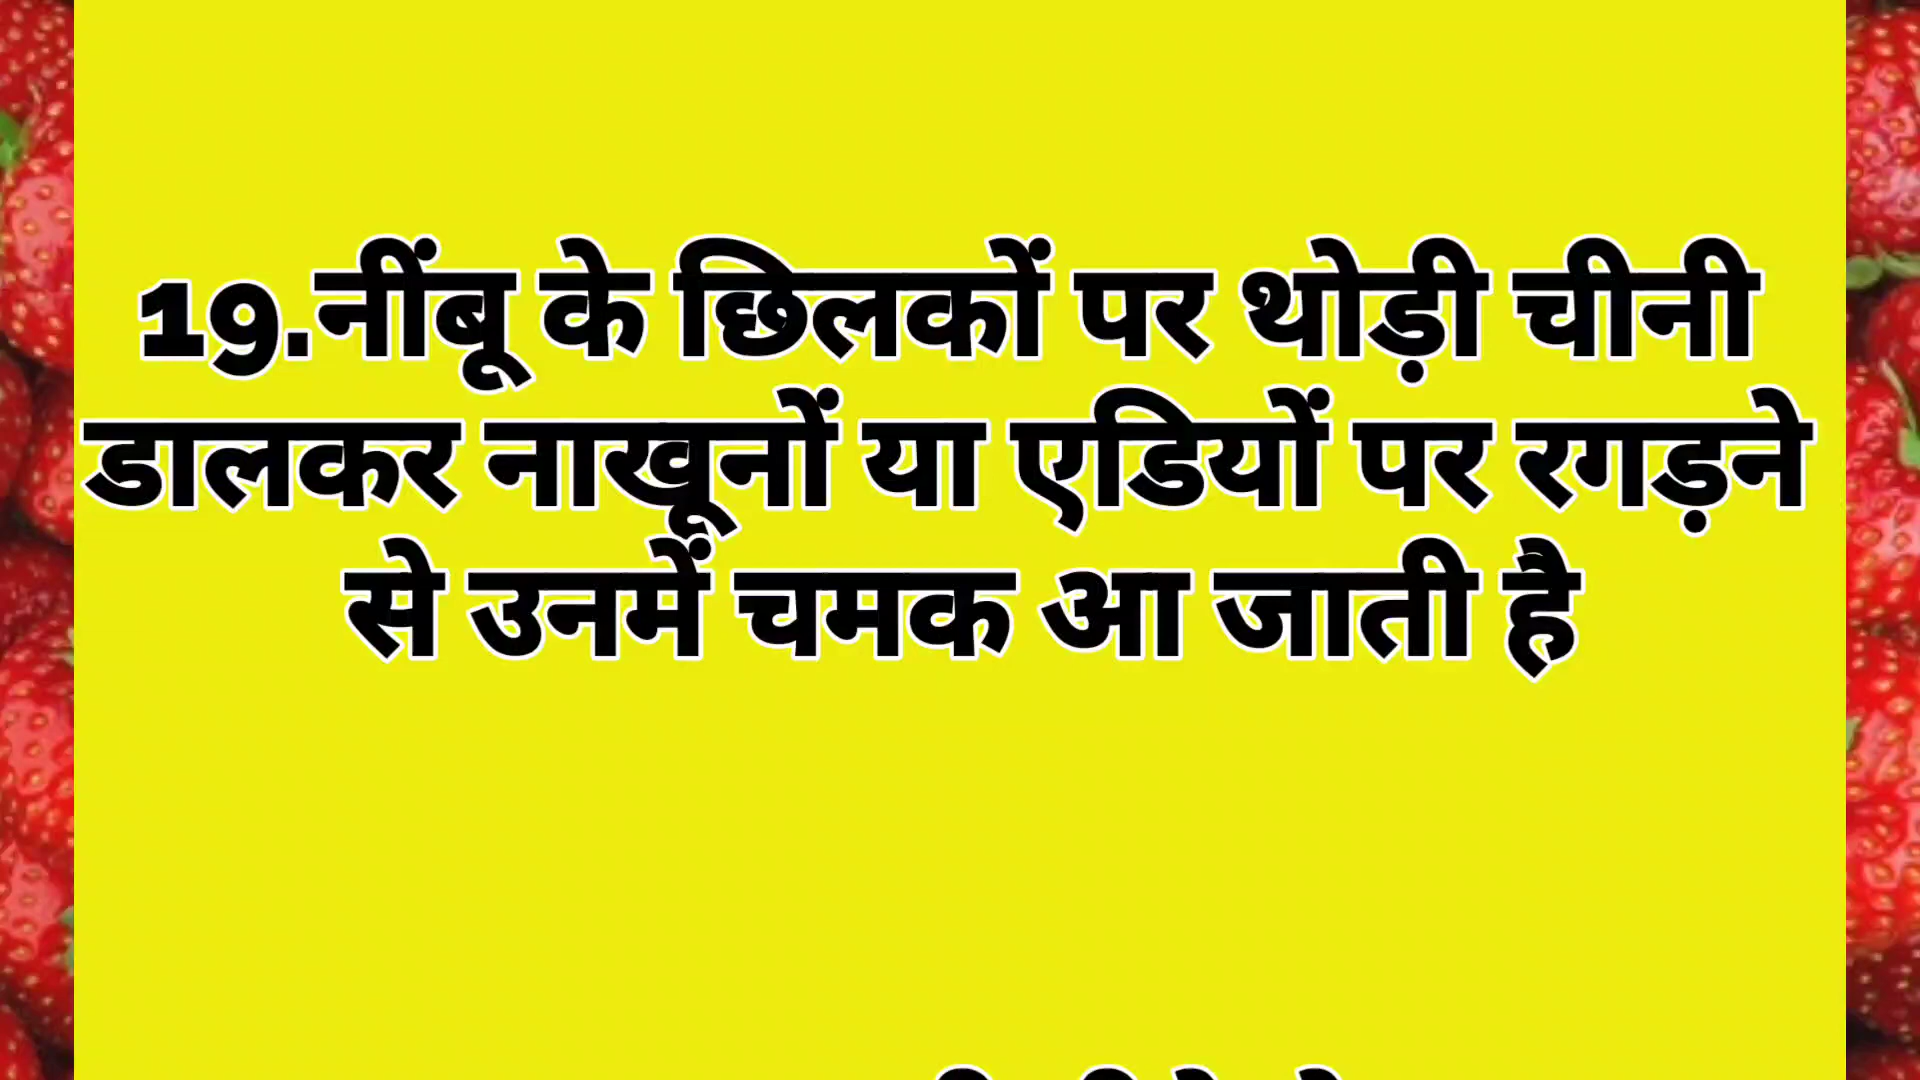 19.नींबू के छिलकों पर थोड़ी चीनी
डालकर नाखूनों या एडियों पर रगड़ने
से उनमें चमक आ जाती है